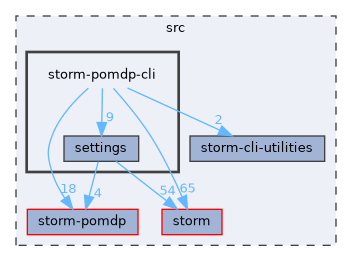 src
storm-pomdp-cli
9
2
settings
storm-cli-utilities
18
4
54
65
storm-pomdp
storm